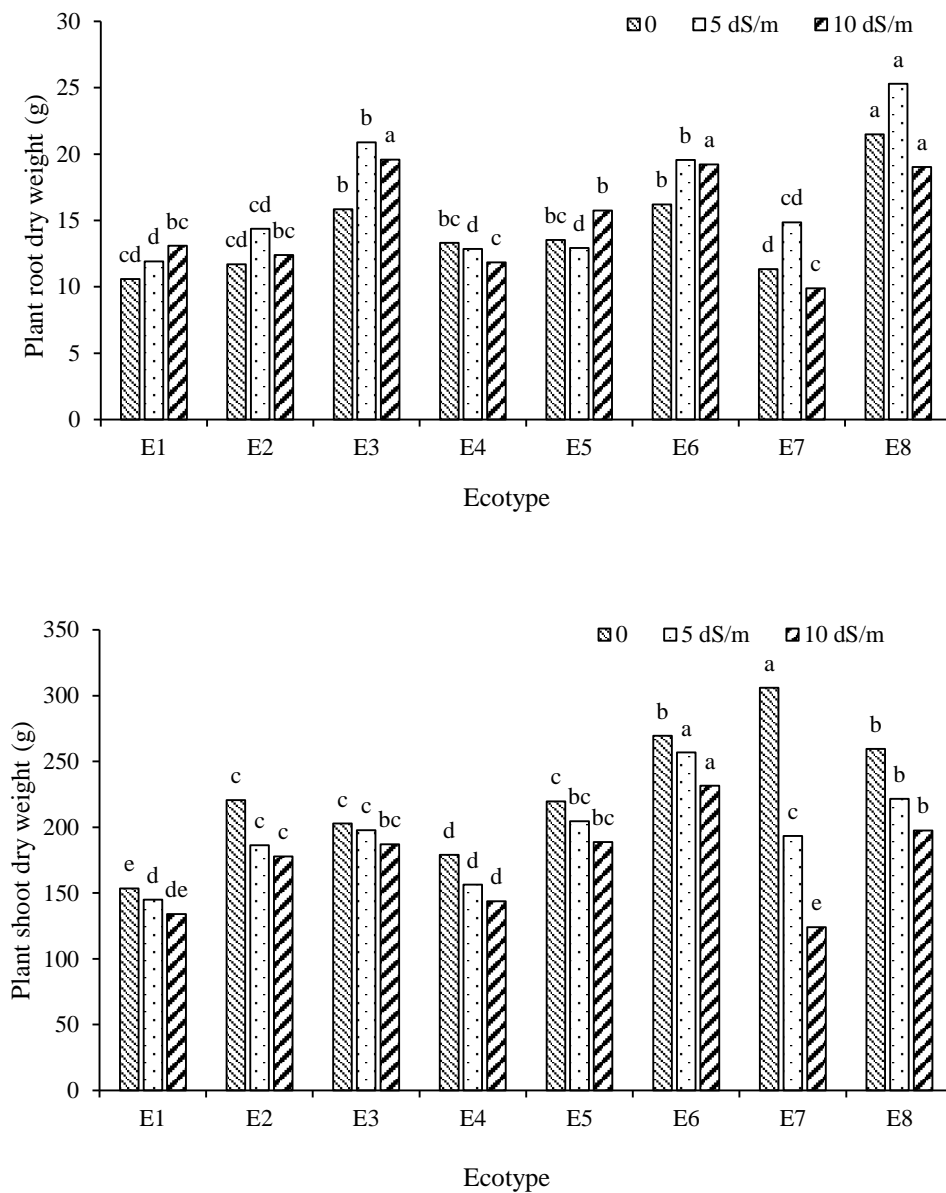 30
0 5 dS/m 10 dS/m
a
25
b a a
20 b a a
b b b
15 bc cd cd bc bc d c bc d cd
cd d d c
10
5
0
E1 E2 E3 E4 E5 E6 E7 E8
Ecotype
Plant root dry weight (g)
350
0 5 dS/m 10 dS/m
a
300
b a b
250
c c a b
c c c c bc bc bc c b
200
d
e d de d d e
150
100
50
0
E1 E2 E3 E4 E5 E6 E7 E8
Ecotype
Plant shoot dry weight (g)